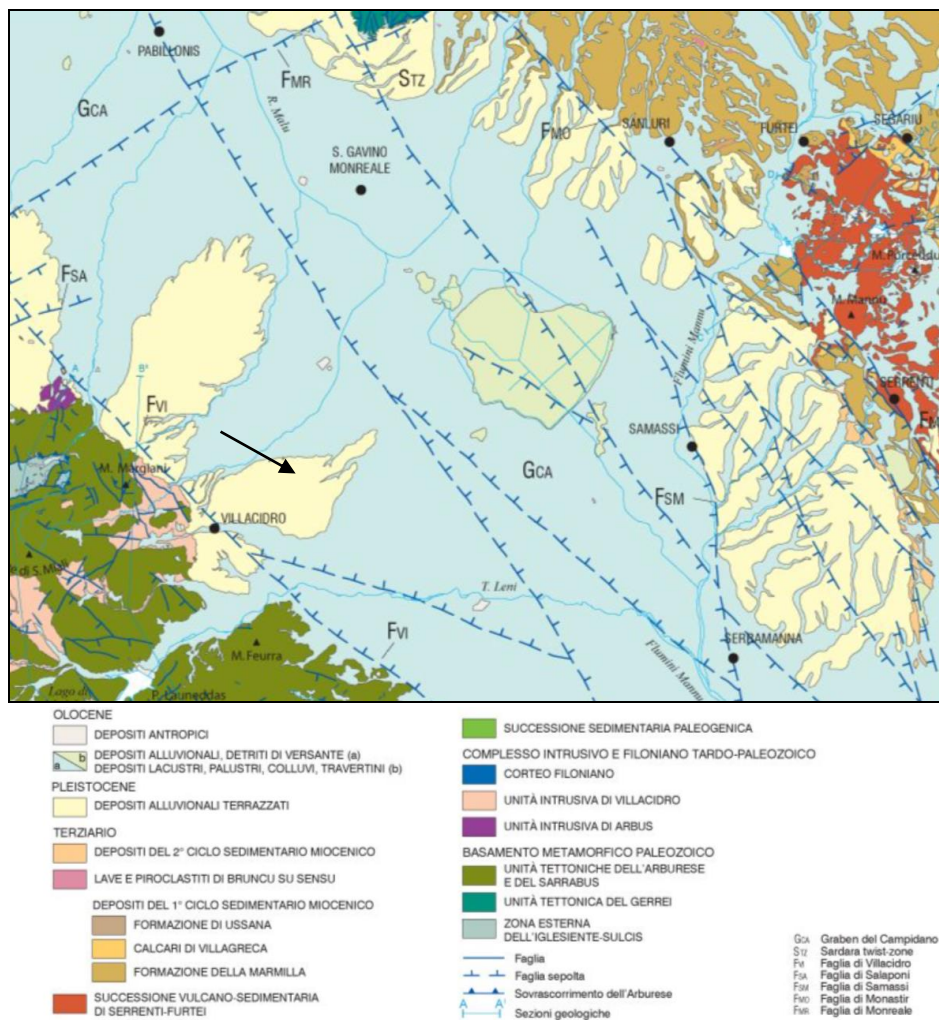 PABILLONIS
FMR
STZ
GCA
R. Malu
S. GAVINO
MONREALE
FMO
SANLURI
FURTEI
SEGARIU
D
M. Porceddu
M. Mannu
FSA
A
B'
FVI
M. Margiani
Flumini Mannu
SERRENTI
SAMASSI
GCA
FSM
VILLACIDRO
T. Leni
FVI
SERRAMANNA
M. Feurra
Flumini Mannu
P. Launeddas
Lago di
OLOCENE
DEPOSITI ANTROPICI
a b DEPOSITI ALLUVIONALI, DETRITI DI VERSANTE (a)
DEPOSITI LACUSTRI, PALUSTRI, COLLUVI, TRAVERTINI (b)
PLEISTOCENE
DEPOSITI ALLUVIONALI TERRAZZATI
TERZIARIO
DEPOSITI DEL 2° CICLO SEDIMENTARIO MIOCENICO
LAVE E PIROCLASTITI DI BRUNCU SU SENSU
DEPOSITI DEL 1° CICLO SEDIMENTARIO MIOCENICO
FORMAZIONE DI USSANA
CALCARI DI VILLAGRECA
FORMAZIONE DELLA MARMILLA
SUCCESSIONE VULCANO-SEDIMENTARIA
DI SERRENTI-FURTEI
SUCCESSIONE SEDIMENTARIA PALEOGENICA
COMPLESSO INTRUSIVO E FILONIANO TARDO-PALEOZOICO
CORTEO FILONIANO
UNITÀ INTRUSIVA DI VILLACIDRO
UNITÀ INTRUSIVA DI ARBUS
BASAMENTO METAMORFICO PALEOZOICO
UNITÀ TETTONICHE DELL'ARBURESE
E DEL SARRABUS
UNITÀ TETTONICA DEL GERREI
ZONA ESTERNA
DELL'IGLESIENTE-SULCIS
Faglia
Faglia sepolta
Sovrascorrimento dell'Arburese
A A' Sezioni geologiche
GCA Graben del Campidano
STZ Sardara twist-zone
FVI Faglia di Villacidro
FSA Faglia di Salaponi
FSM Faglia di Samassi
FMO Faglia di Monastir
FMR Faglia di Monreale